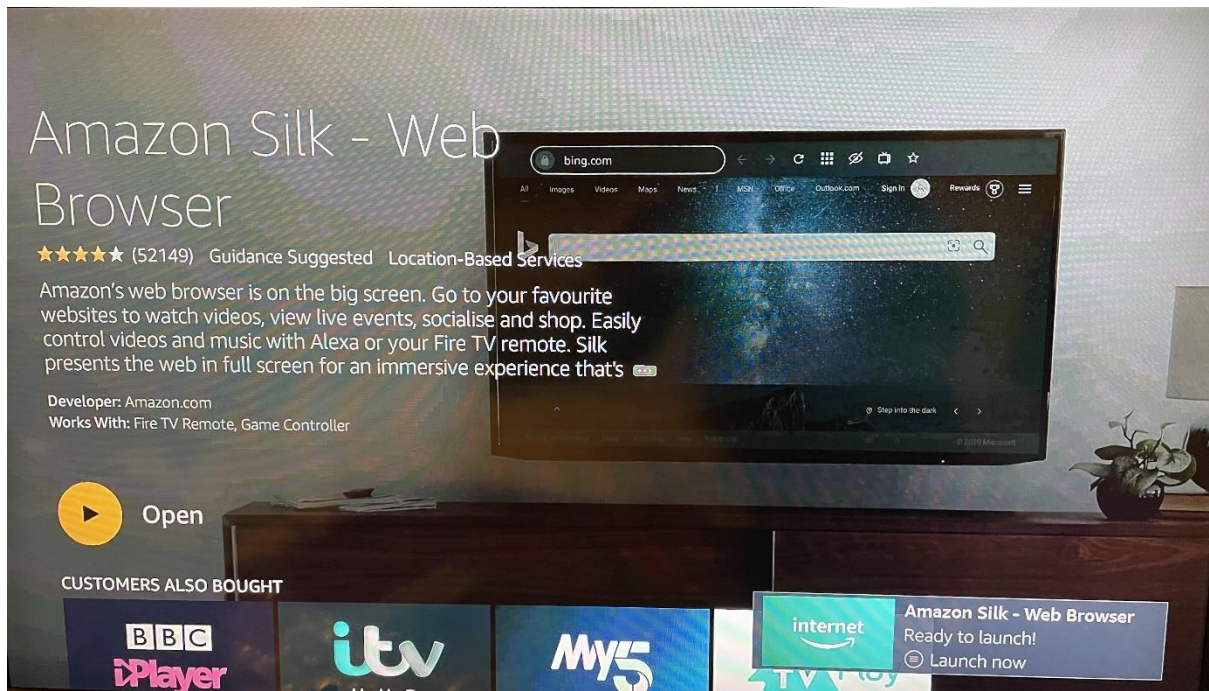 Amazon Silk - Web
Browser
(52149) Guidance Suggested Location-Based Services
Amazon's web browser is on the big screen. Go to your favourite
websites to watch videos, view live events, socialise and shop. Easily
control videos and music with Alexa or your Fire TV remote. Silk
presents the web in full screen for an immersive experience that's
Developer: Amazon.com
Works With: Fire TV Remote, Game Controller
Open
bing.com
All Images Videos Maps News MSN Office Outlook.com Sign in Rewards
b
Step into the dark
Microsoft
CUSTOMERS ALSO BOUGHT
BBC
iPlayer
itv
My5
TV Play
internet
Amazon Silk - Web Browser
Ready to launch!
Launch now